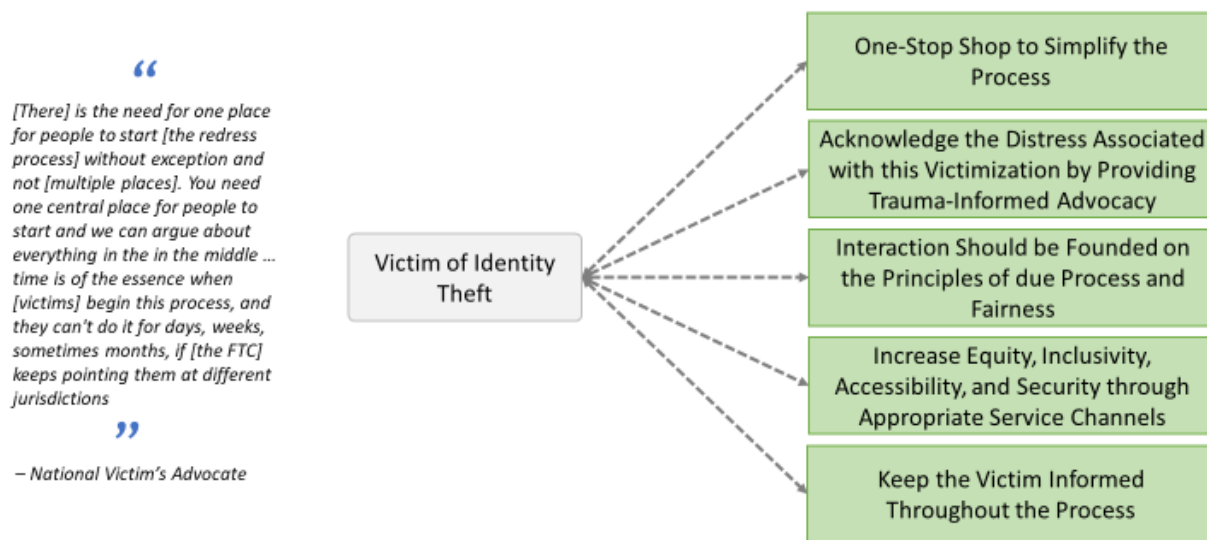 “
[There] is the need for one place
for people to start [the redress
process] without exception and
not [multiple places]. You need
one central place for people to
start and we can argue about
everything in the in the middle ...
time is of the essence when
[victims] begin this process, and
they can't do it for days, weeks,
sometimes months, if [the FTC]
keeps pointing them at different
jurisdictions
”
– National Victim's Advocate
Victim of Identity
Theft
One-Stop Shop to Simplify the
Process
Acknowledge the Distress Associated
with this Victimization by Providing
Trauma-Informed Advocacy
Interaction Should be Founded on
the Principles of due Process and
Fairness
Increase Equity, Inclusivity,
Accessibility, and Security through
Appropriate Service Channels
Keep the Victim Informed
Throughout the Process